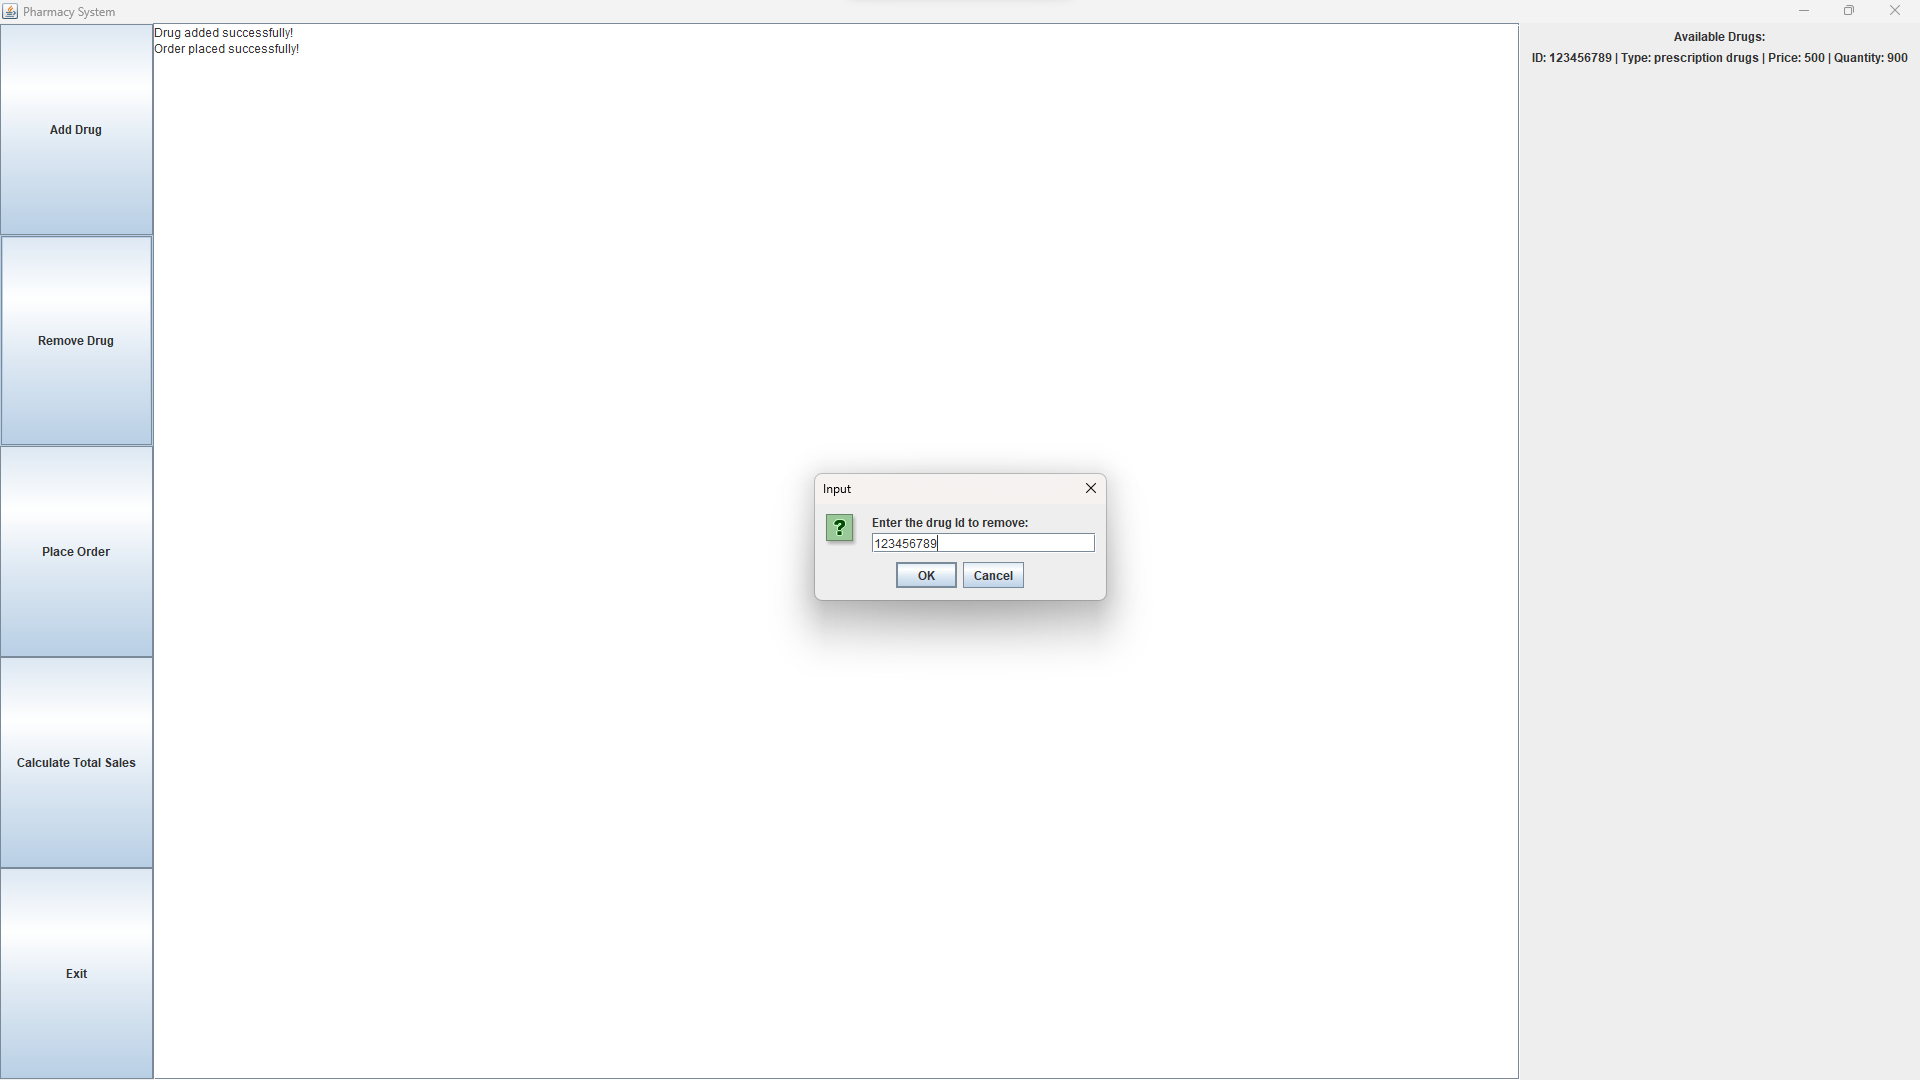 Pharmacy System
Add Drug
Remove Drug
Place Order
Calculate Total Sales
Exit
Drug added successfully!
Order placed successfully!
Input
?
Enter the drug Id to remove:
123456789
OK
Cancel
Available Drugs:
ID: 123456789 | Type: prescription drugs | Price: 500 | Quantity: 900